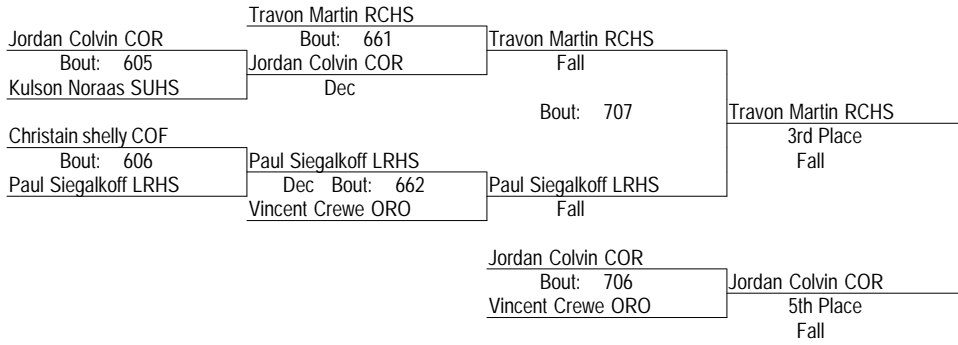 Travon Martin RCHS
Jordan Colvin COR
Bout: 661
Travon Martin RCHS
Bout: 605
Jordan Colvin COR
Fall
Kulson Noraas SUHS
Dec
Bout: 707
Travon Martin RCHS
Christain shelly COF
3rd Place
Bout: 606
Paul Siegalkoff LRHS
Fall
Paul Siegalkoff LRHS
Dec Bout: 662
Paul Siegalkoff LRHS
Vincent Crewe ORO
Fall
Jordan Colvin COR
Bout: 706
Jordan Colvin COR
Vincent Crewe ORO
5th Place
Fall